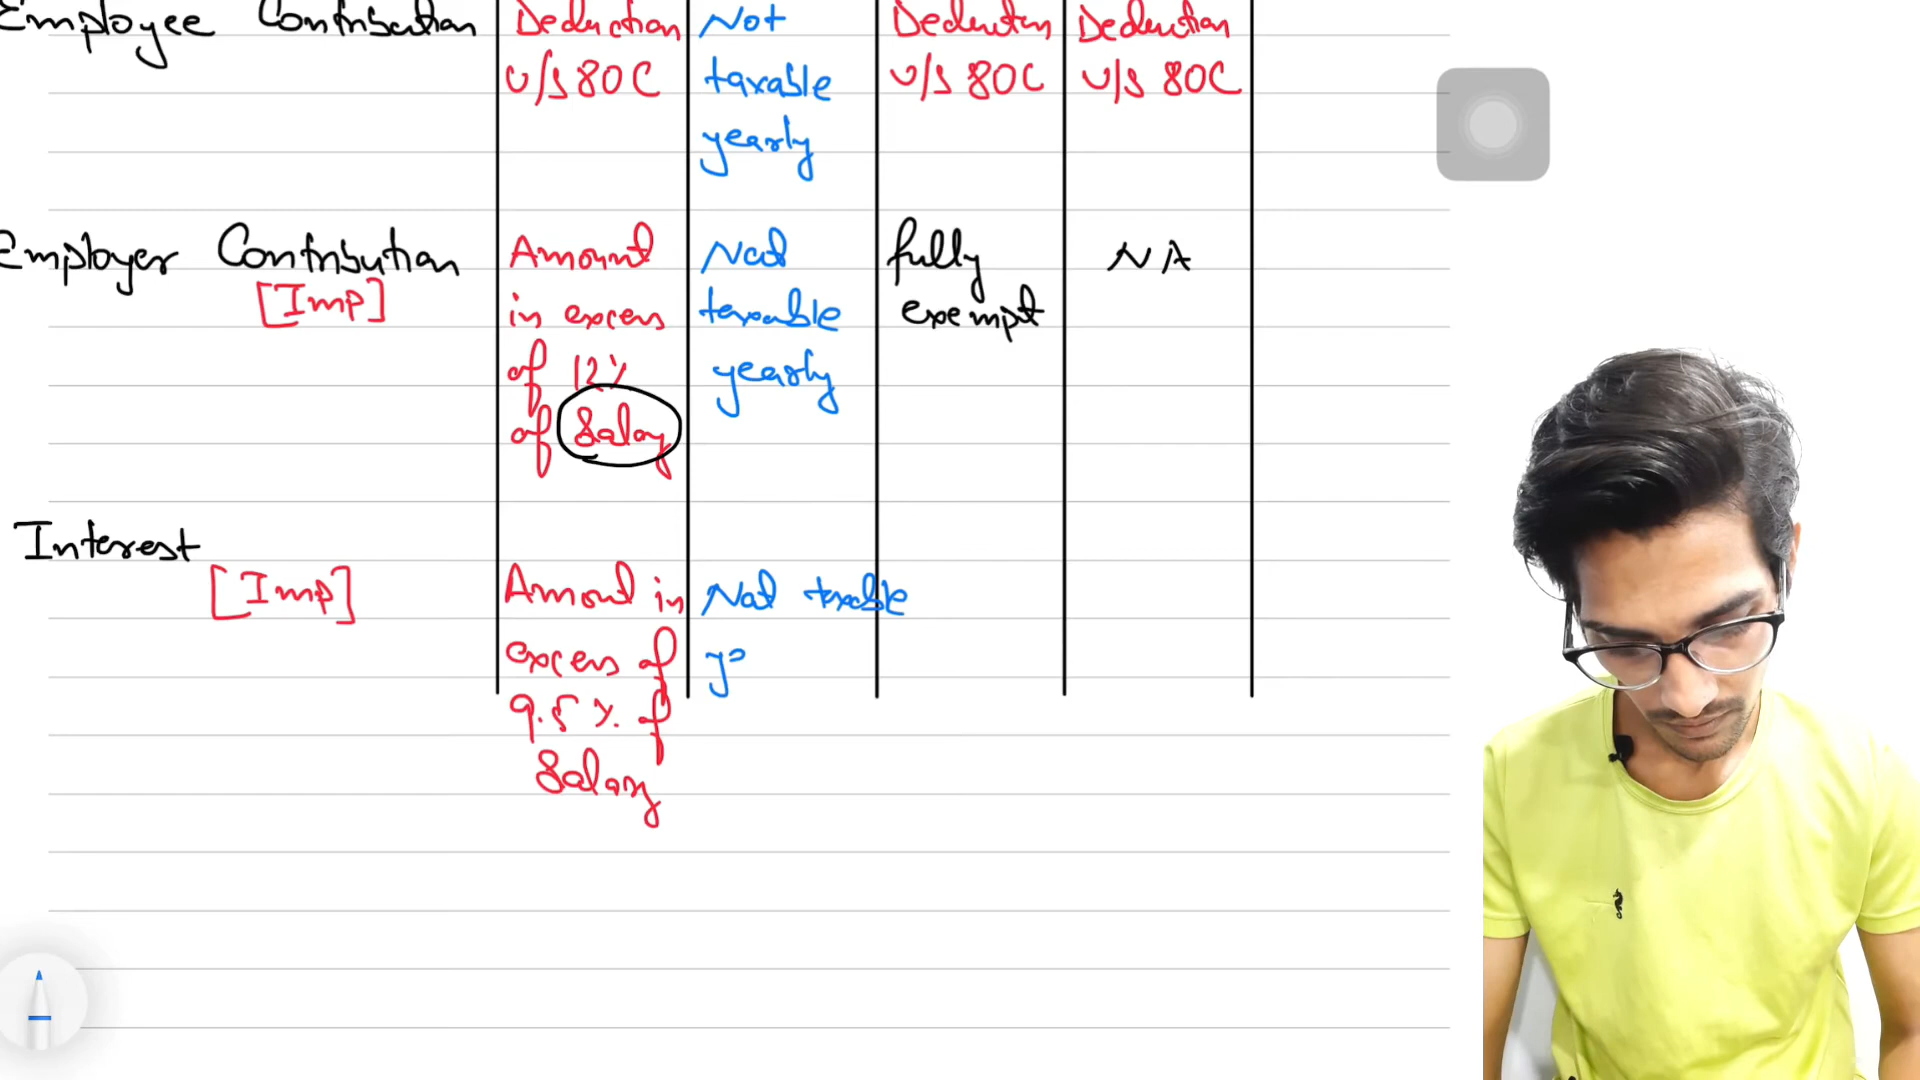 Employee Contribution Deduction Not Deduction Deduction
u/s 80C taxable u/s 80C u/s 80C
yearly
Employer Contribution Amount Not fully NA
[Imp] in excess taxable exempt
of 12% yearly
of Salary
Interest
[Imp] Amount in Not taxable
excess of ye
9.5% of
Salary